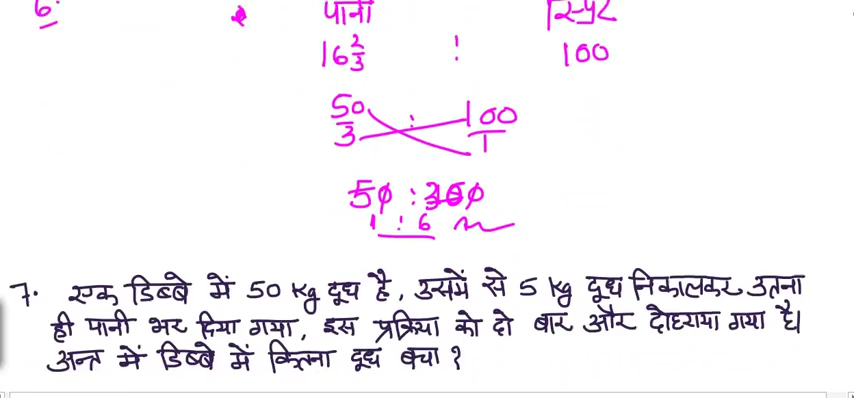 6.
पानी स्प्रिट
16 2/3 : 100
50/3 : 100/1
50 : 300
1 : 6
7. एक डिब्बे में 50 Kg दूध है, उसमें से 5 Kg दूध निकालकर उतना
ही पानी भर दिया गया, इस प्रक्रिया को दो बार और दोहराया गया है।
अन्त में डिब्बे में कितना दूध बचा ?